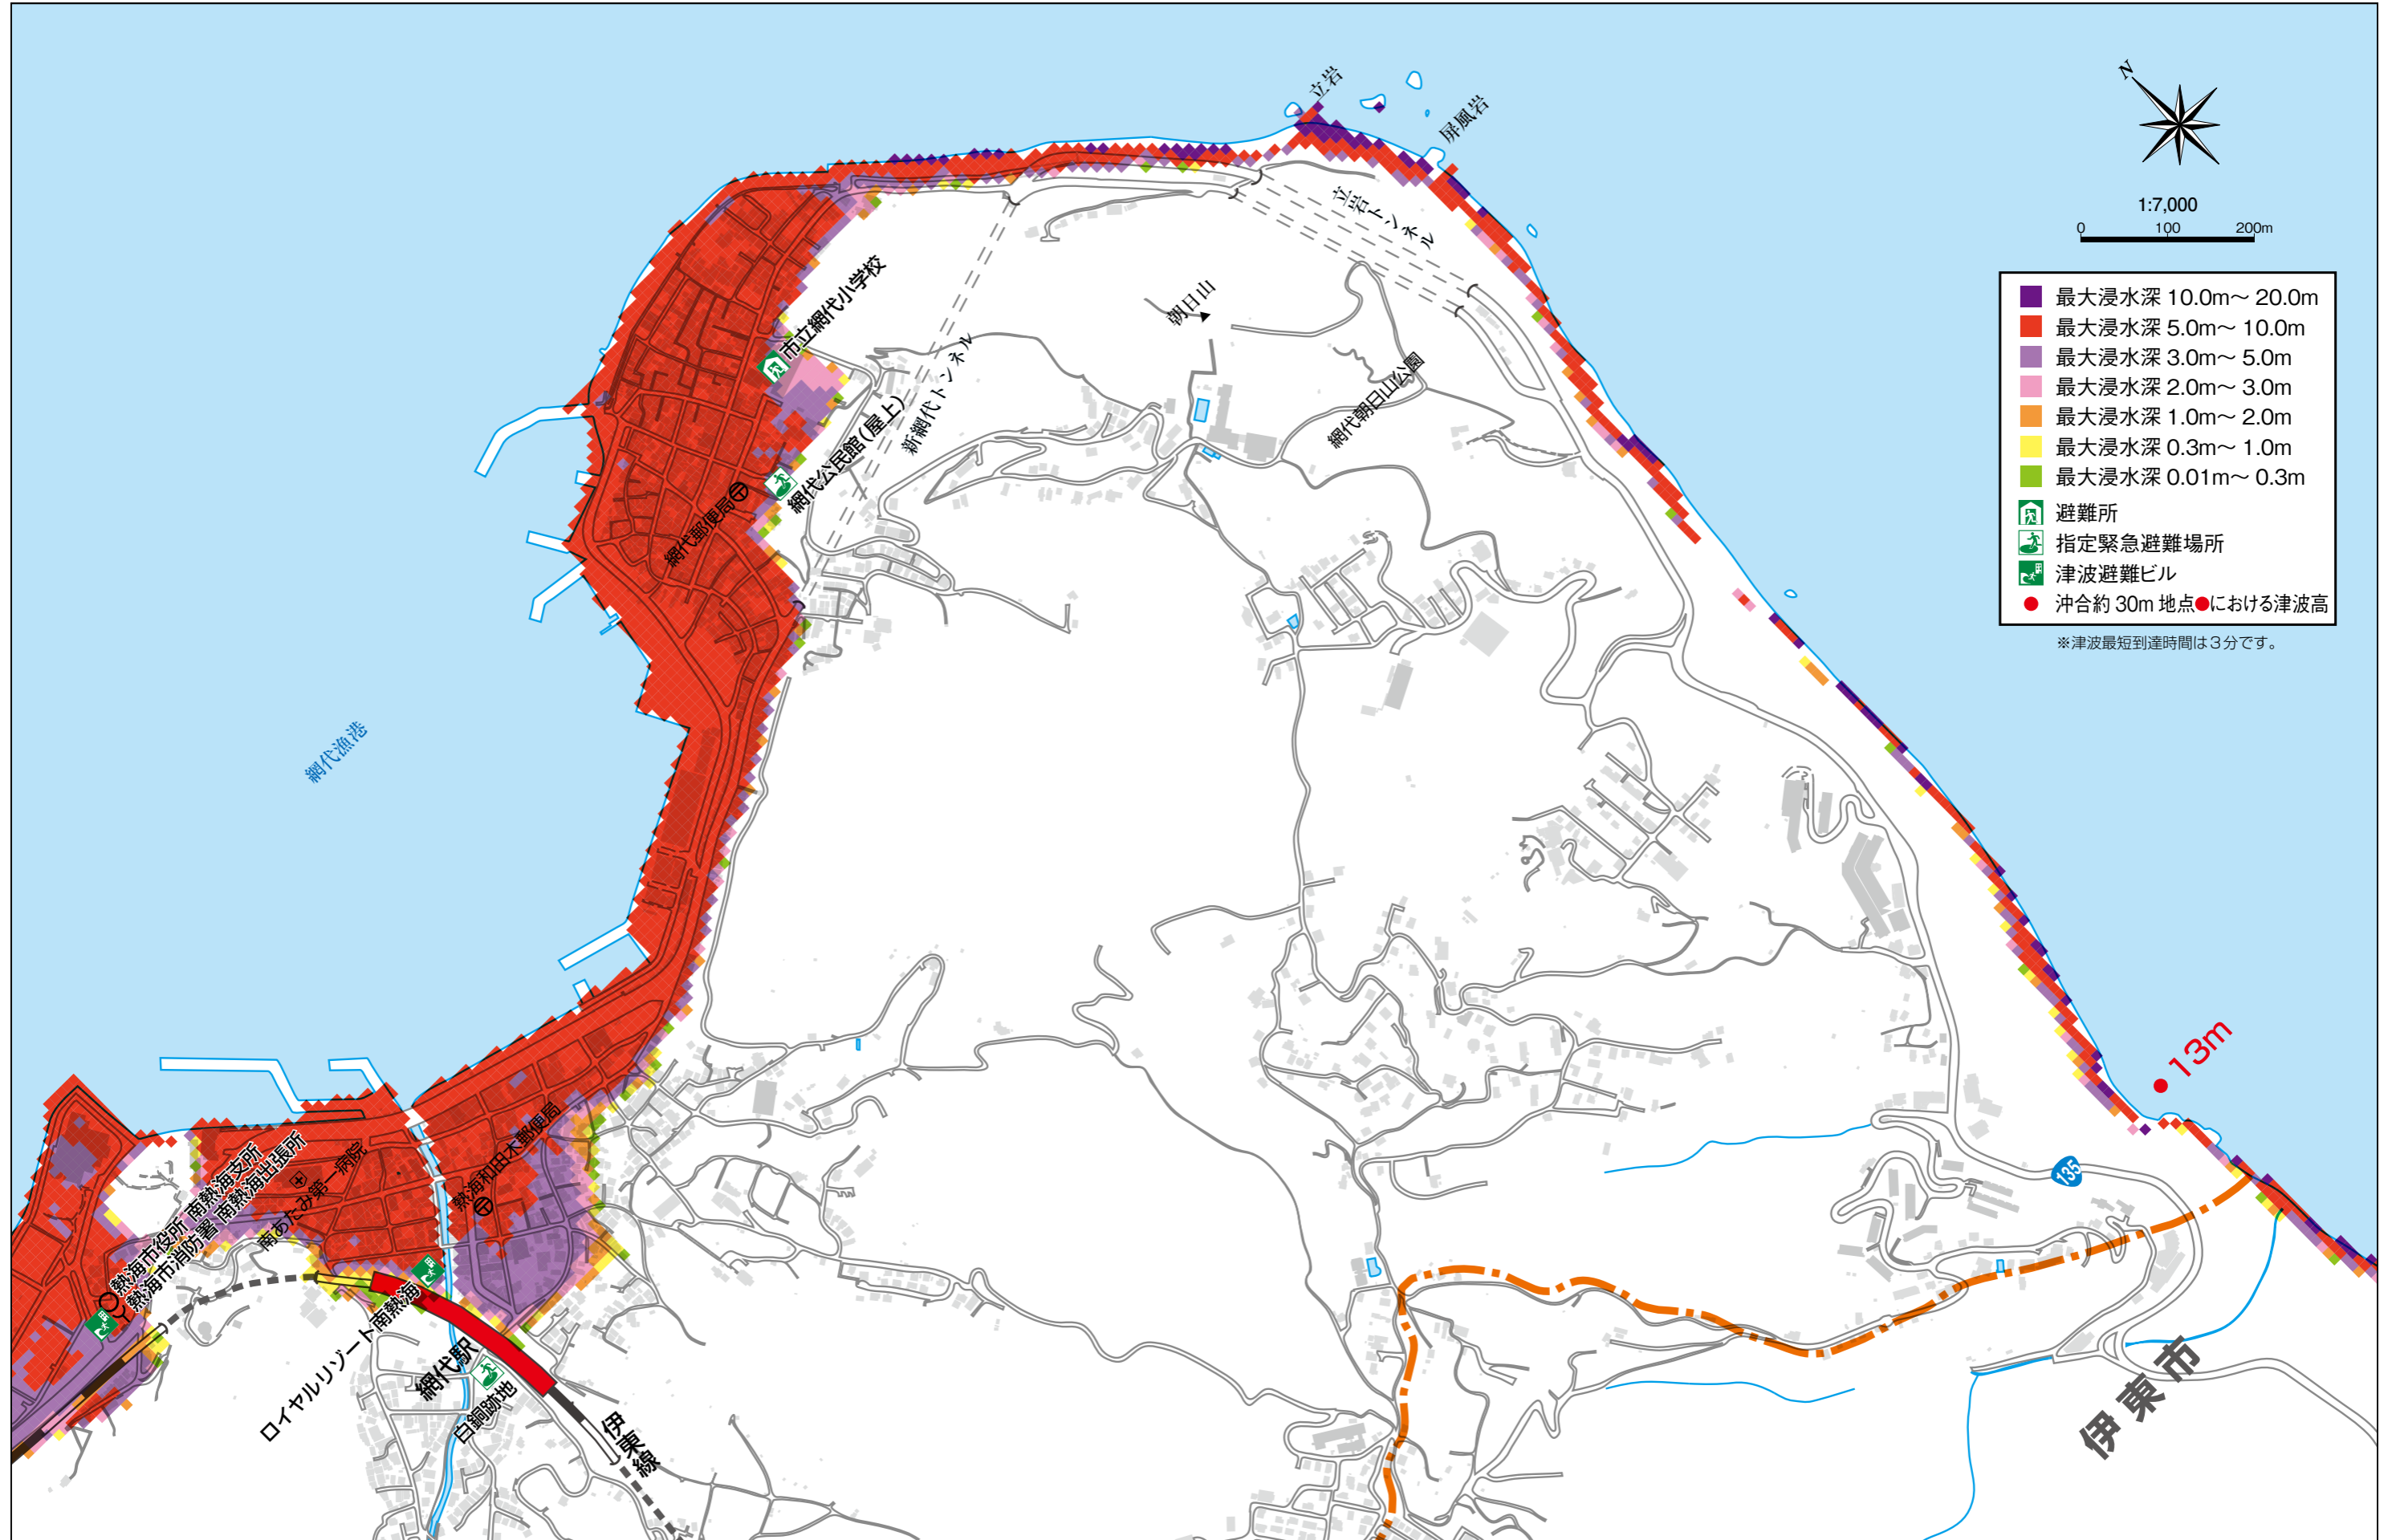 立岩
屏風岩
N
1:7,000
0 100 200m
最大浸水深 10.0m～ 20.0m
最大浸水深 5.0m～ 10.0m
最大浸水深 3.0m～ 5.0m
最大浸水深 2.0m～ 3.0m
最大浸水深 1.0m～ 2.0m
最大浸水深 0.3m～ 1.0m
最大浸水深 0.01m～ 0.3m
避難所
指定緊急避難場所
津波避難ビル
沖合約 30m 地点●における津波高
※津波最短到達時間は３分です。
立岩トンネル
市立網代小学校
朝日山
新網代トンネル
網代朝日山公園
網代公民館（屋上）
網代郵便局
網代漁港
13m
熱海和田木郵便局
南あたみ第一病院
熱海市役所 南熱海支所
熱海市消防署 南熱海出張所
135
ロイヤルリゾート南熱海
網代駅
白銅跡地
伊東線
伊東市